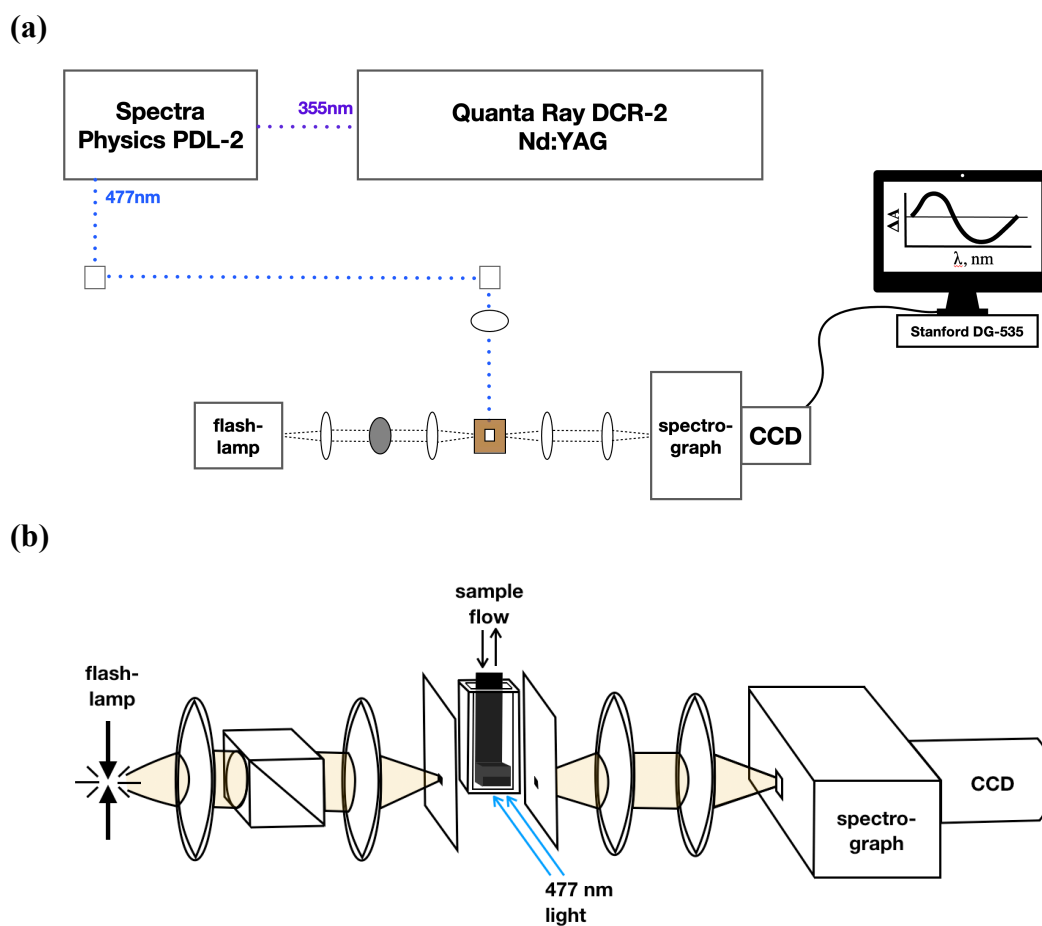 (a)
Spectra
Physics PDL-2
355nm
Quanta Ray DCR-2
Nd:YAG
477nm
ΔA
λ, nm
Stanford DG-535
flash-
lamp
spectro-
graph
CCD
(b)
sample
flow
flash-
lamp
CCD
spectro-
graph
477 nm
light